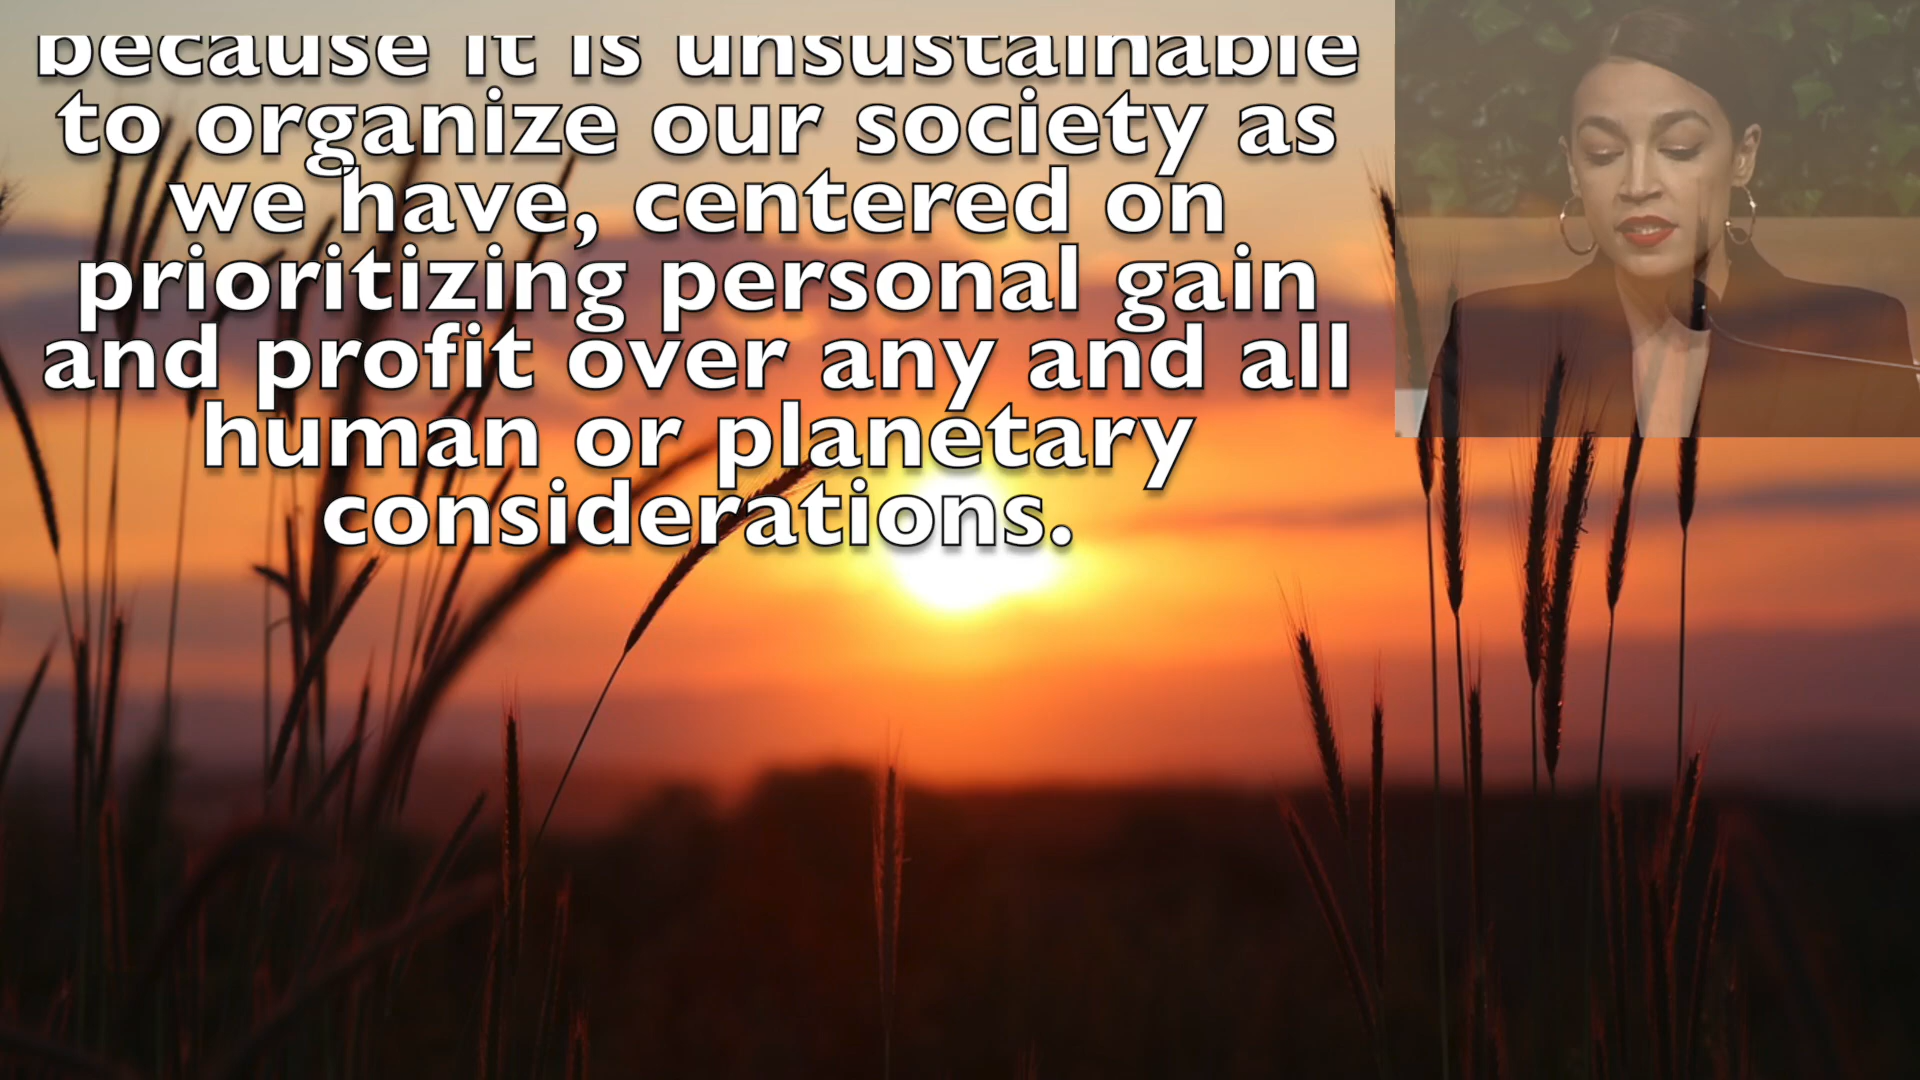 because it is unsustainable
to organize our society as
we have, centered on
prioritizing personal gain
and profit over any and all
human or planetary
considerations.